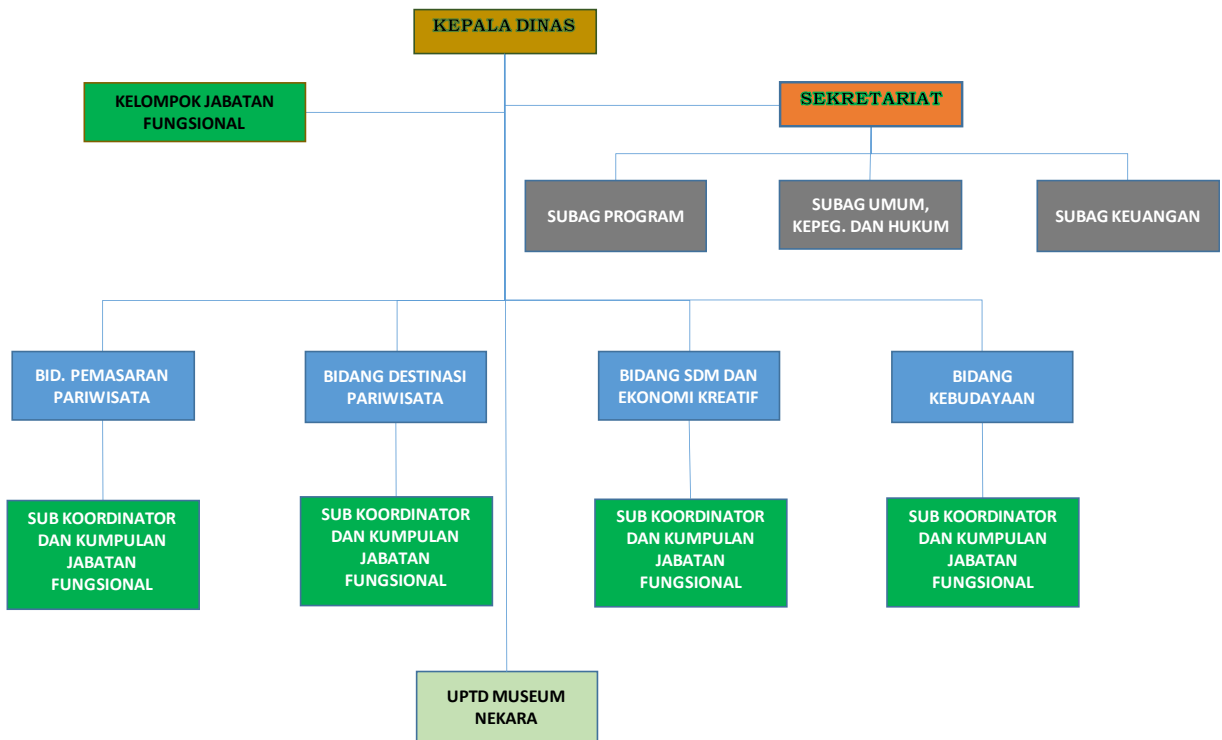 KEPALA DINAS
KELOMPOK JABATAN
FUNGSIONAL
SEKRETARIAT
SUBAG PROGRAM
SUBAG UMUM,
KEPEG. DAN HUKUM
SUBAG KEUANGAN
BID. PEMASARAN
PARIWISATA
BIDANG DESTINASI
PARIWISATA
BIDANG SDM DAN
EKONOMI KREATIF
BIDANG
KEBUDAYAAN
SUB KOORDINATOR
DAN KUMPULAN
JABATAN
FUNGSIONAL
SUB KOORDINATOR
DAN KUMPULAN
JABATAN
FUNGSIONAL
SUB KOORDINATOR
DAN KUMPULAN
JABATAN
FUNGSIONAL
SUB KOORDINATOR
DAN KUMPULAN
JABATAN
FUNGSIONAL
UPTD MUSEUM
NEKARA